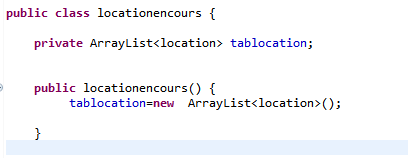 public class locationencours {
private ArrayList<location> tablocation;
public locationencours() {
tablocation=new  ArrayList<location>();
}